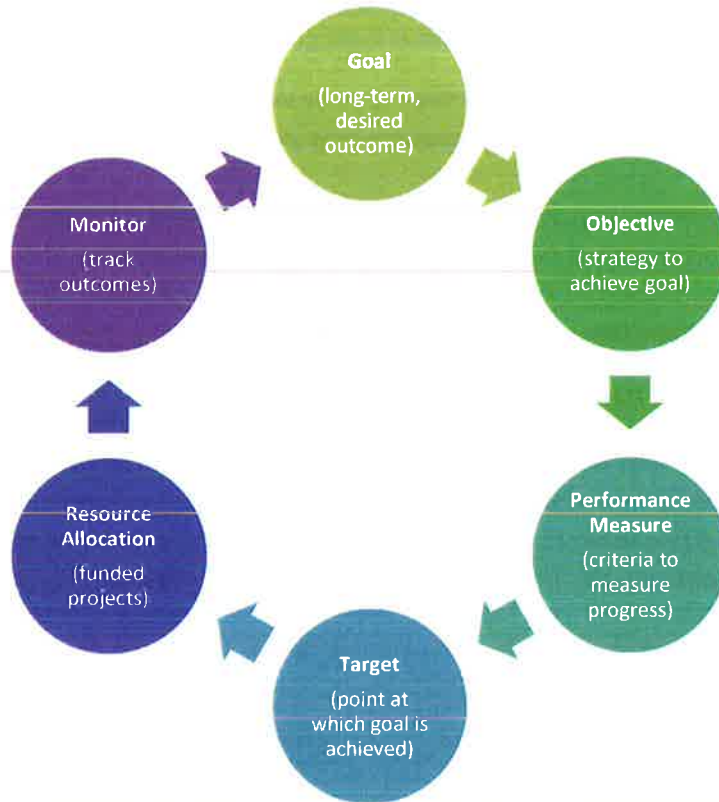 Goal
(long-term,
desired
outcome)
Objective
(strategy to
achieve goal)
Performance
Measure
(criteria to
measure
progress)
Target
(point at
which goal is
achieved)
Resource
Allocation
(funded
projects)
Monitor
(track
outcomes)